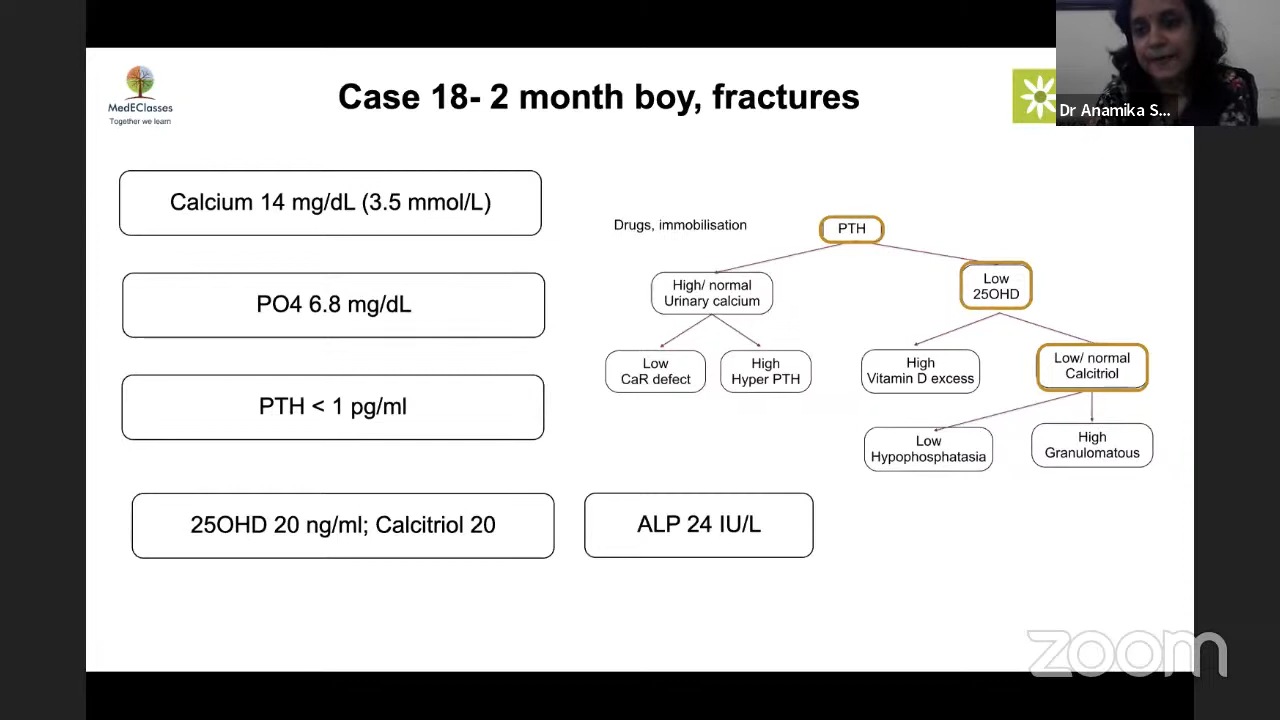 MedEClasses
Together we learn
Case 18- 2 month boy, fractures
Dr Anamika S...
Calcium 14 mg/dL (3.5 mmol/L)
PO4 6.8 mg/dL
PTH < 1 pg/ml
25OHD 20 ng/ml; Calcitriol 20
ALP 24 IU/L
Drugs, immobilisation
PTH
High/ normal
Urinary calcium
Low
25OHD
Low
CaR defect
High
Hyper PTH
High
Vitamin D excess
Low/ normal
Calcitriol
Low
Hypophosphatasia
High
Granulomatous
zoom